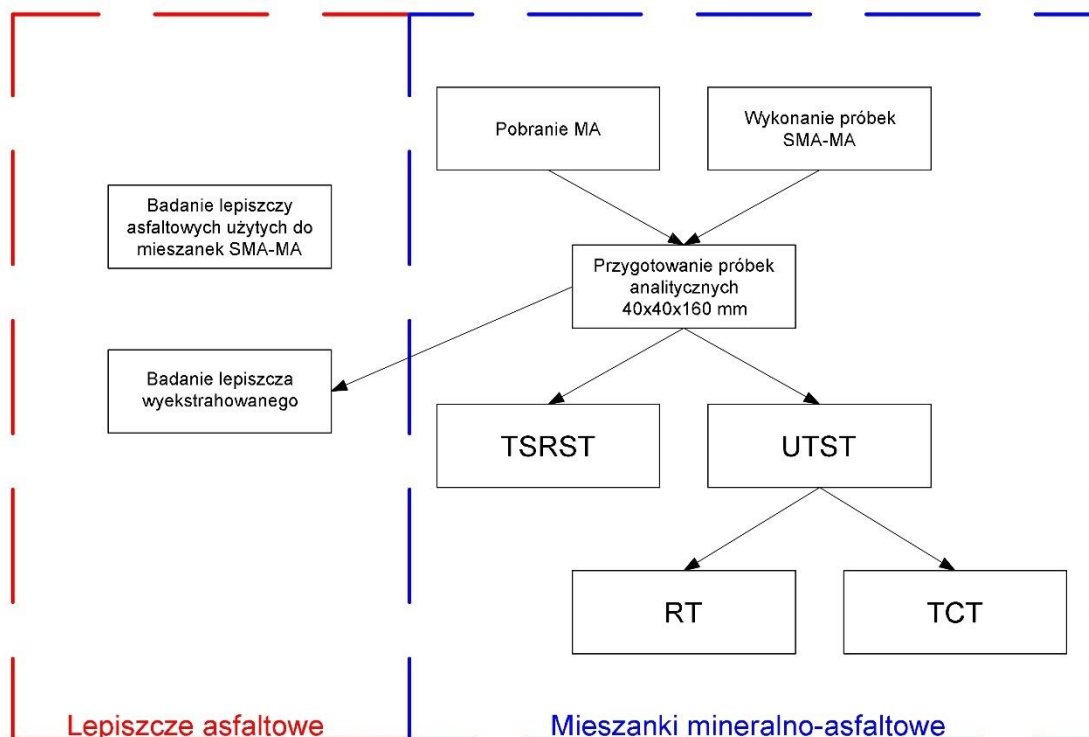 Pobranie MA
Wykonanie próbek
SMA-MA
Badanie lepiszczy
asfaltowych użytych do
mieszanek SMA-MA
Przygotowanie próbek
analitycznych
40x40x160 mm
Badanie lepiszcza
wyekstrahowanego
TSRST
UTST
RT
TCT
Lepiszcze asfaltowe
Mieszanki mineralno-asfaltowe